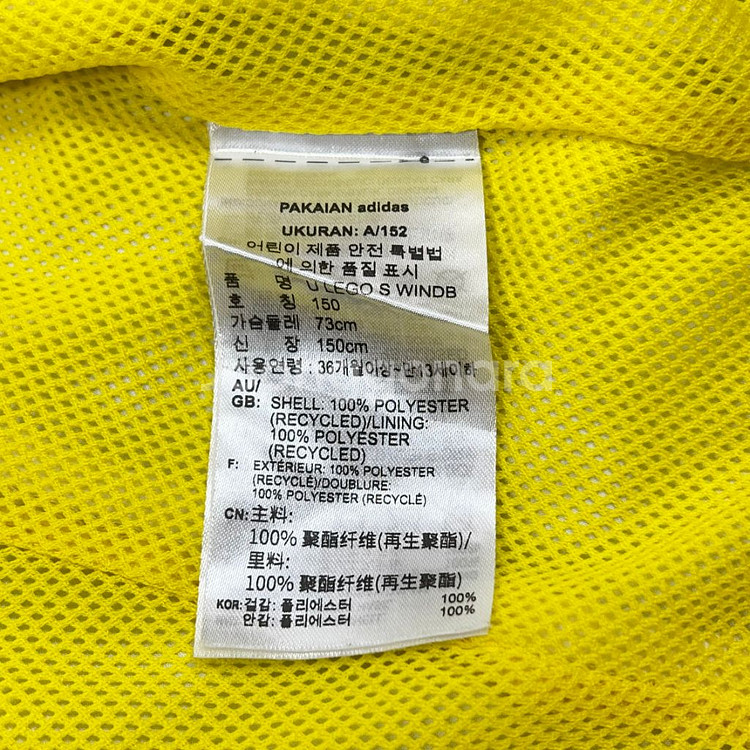 PAKAIAN adidas
UKURAN: A/152
어린이 제품 안전 특별법
에 의한 품질 표시
품 명 U LEGO S WINDB
호 칭 150
가슴둘레 73cm
신 장 150cm
사용연령 : 36개월이상~만13세이하
AU/
GB: SHELL: 100% POLYESTER
(RECYCLED)/LINING:
100% POLYESTER
(RECYCLED)
F: EXTÉRIEUR: 100% POLYESTER
(RECYCLÉ)/DOUBLURE:
100% POLYESTER (RECYCLÉ)
CN: 主料:
100% 聚酯纤维(再生聚酯)/
里料:
100% 聚酯纤维(再生聚酯)
KOR: 겉감: 폴리에스터 100%
안감: 폴리에스터 100%